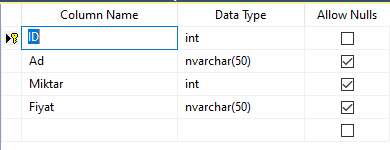 Column Name Data Type Allow Nulls
ID int
Ad nvarchar(50)
Miktar int
Fiyat nvarchar(50)